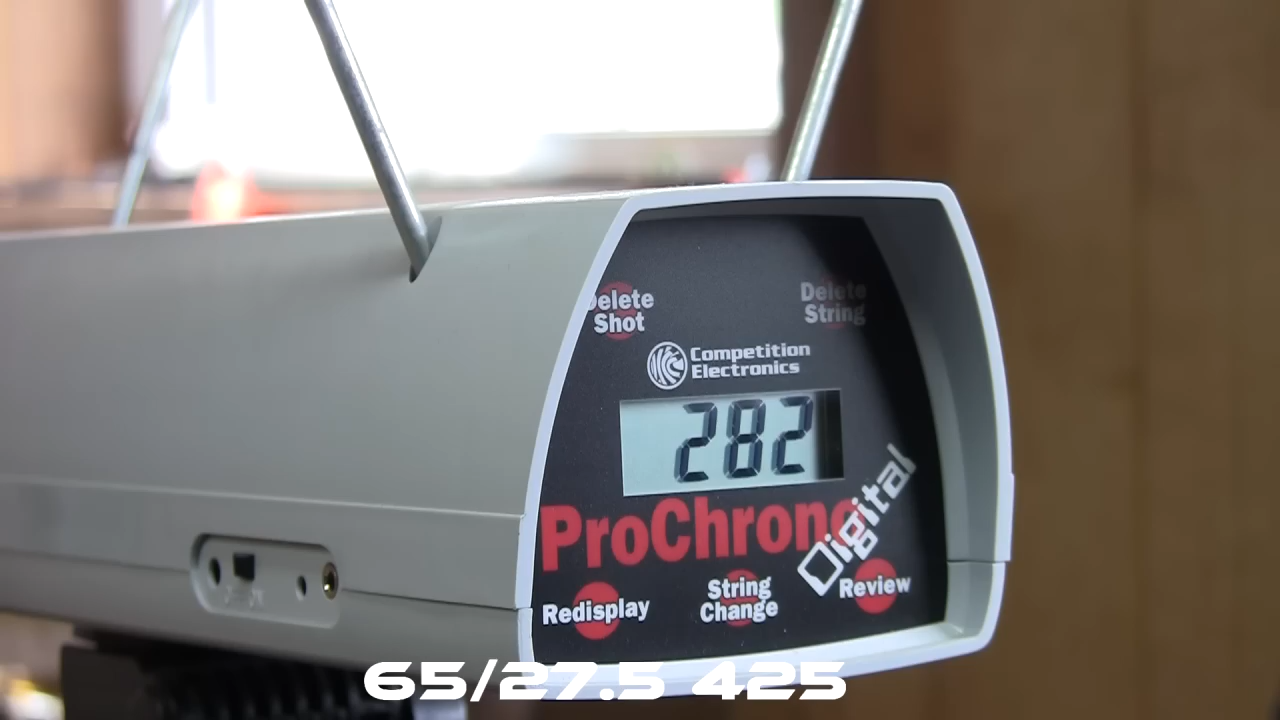 Delete
Shot
Delete
String
Competition
Electronics
282
ProChrono
Digital
Redisplay
String
Change
Review
65/27.5 425